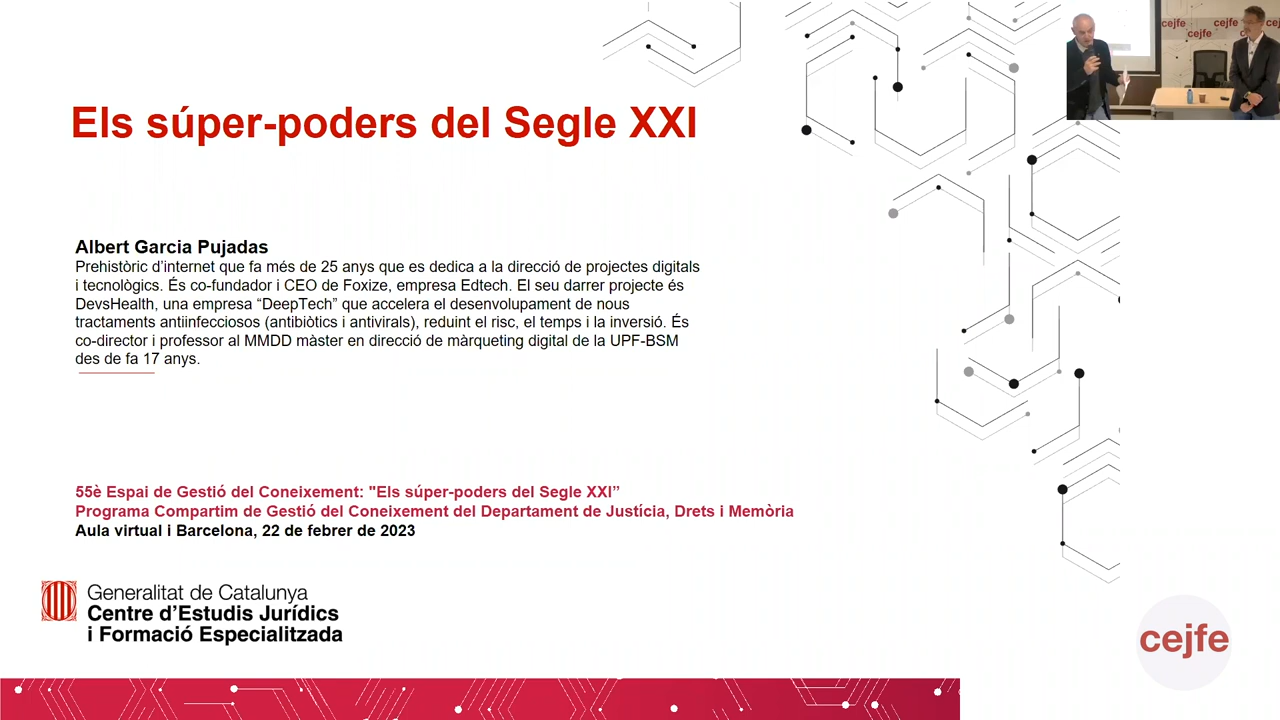 Els súper-poders del Segle XXI
Albert Garcia Pujadas
Prehistòric d'internet que fa més de 25 anys que es dedica a la direcció de projectes digitals
i tecnològics. És co-fundador i CEO de Foxize, empresa Edtech. El seu darrer projecte és
DevsHealth, una empresa “DeepTech” que accelera el desenvolupament de nous
tractaments antiinfecciosos (antibiòtics i antivirals), reduint el risc, el temps i la inversió. És
co-director i professor al MMDD màster en direcció de màrqueting digital de la UPF-BSM
des de fa 17 anys.
55è Espai de Gestió del Coneixement: "Els súper-poders del Segle XXI”
Programa Compartim de Gestió del Coneixement del Departament de Justícia, Drets i Memòria
Aula virtual i Barcelona, 22 de febrer de 2023
Generalitat de Catalunya
Centre d'Estudis Jurídics
i Formació Especialitzada
cejfe
cejfe
cejfe
cejfe